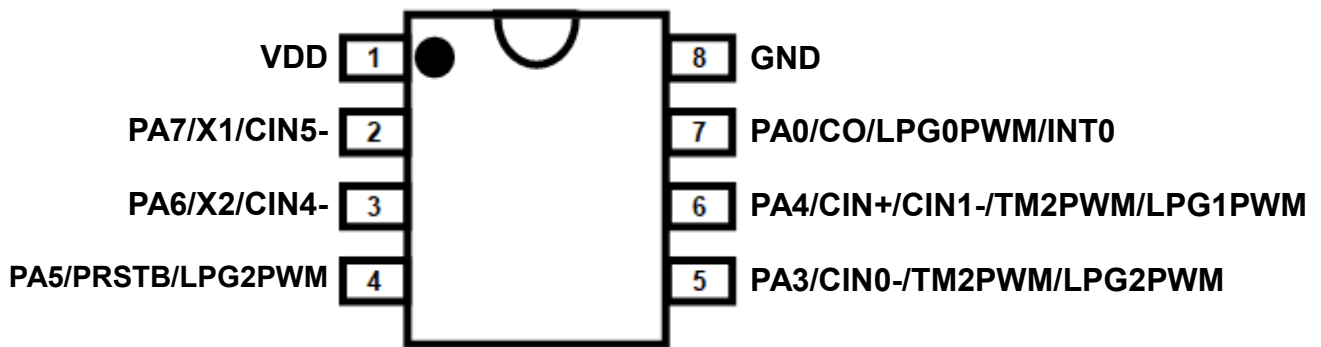 VDD 1 8 GND
PA7/X1/CIN5- 2 7 PA0/CO/LPG0PWM/INT0
PA6/X2/CIN4- 3 6 PA4/CIN+/CIN1-/TM2PWM/LPG1PWM
PA5/PRSTB/LPG2PWM 4 5 PA3/CIN0-/TM2PWM/LPG2PWM